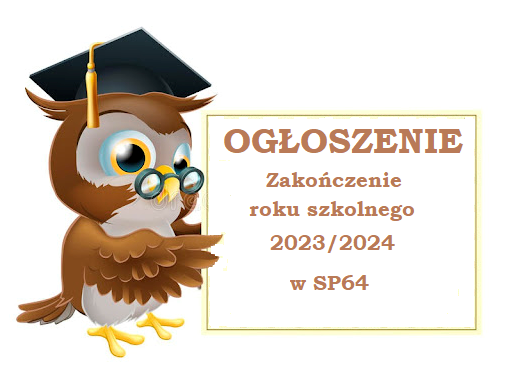 OGŁOSZENIE
Zakończenie
roku szkolnego
2023/2024
w SP64